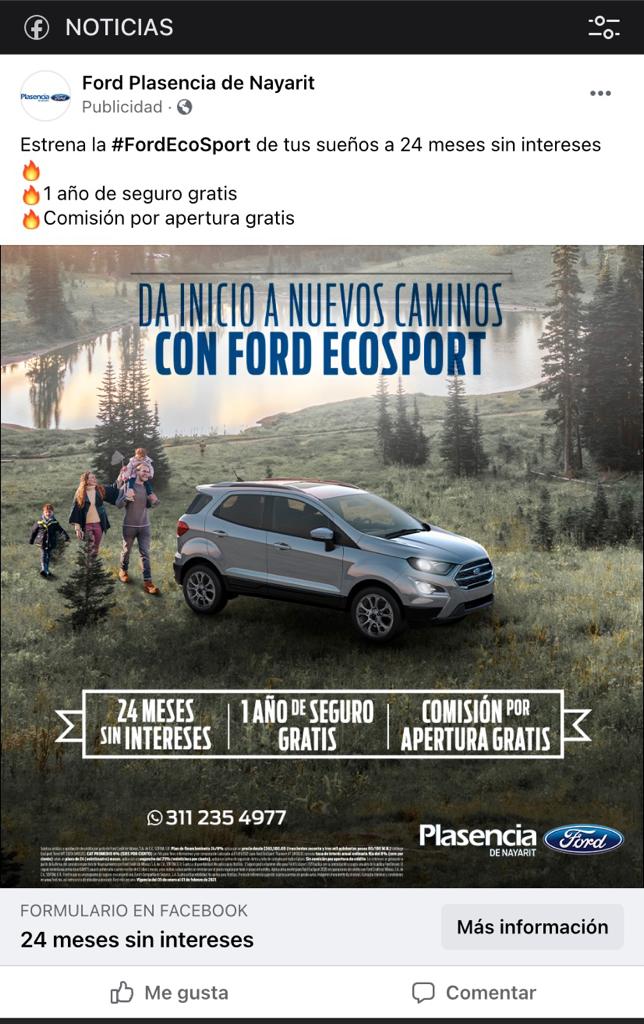 NOTICIAS
Ford Plasencia de Nayarit
Publicidad ·
Estrena la #FordEcoSport de tus sueños a 24 meses sin intereses
🔥
🔥1 año de seguro gratis
🔥Comisión por apertura gratis
DA INICIO A NUEVOS CAMINOS
CON FORD ECOSPORT
24 MESES
SIN INTERESES
1 AÑO DE SEGURO
GRATIS
COMISIÓN POR
APERTURA GRATIS
311 235 4977
Plasencia
DE NAYARIT
Ford
FORMULARIO EN FACEBOOK
24 meses sin intereses
Más información
Me gusta
Comentar